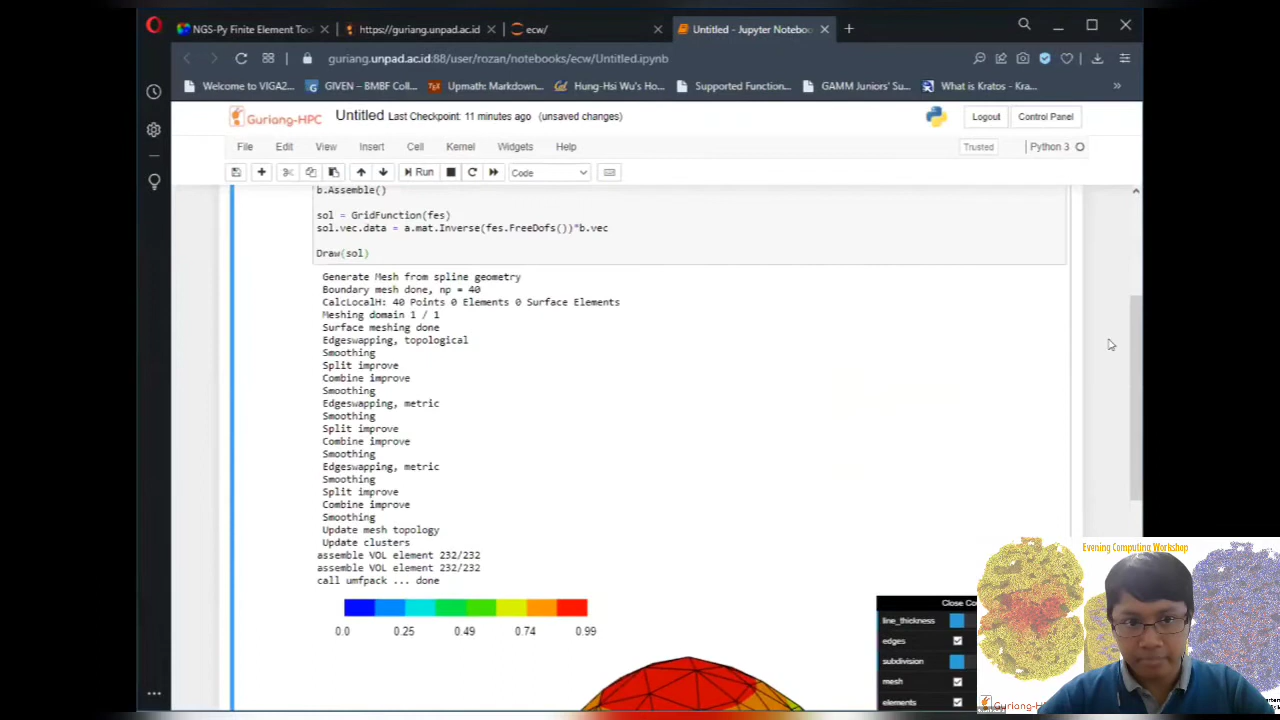 NGS-Py Finite Element Too
https://guriang.unpad.ac.id
ecw/
Untitled - Jupyter Noteboo
guriang.unpad.ac.id:88/user/rozan/notebooks/ecw/Untitled.ipynb
Welcome to VIGA2...
GIVEN – BMBF Coll...
Upmath: Markdown...
Hung-Hsi Wu's Ho...
Supported Function...
GAMM Juniors' Su...
What is Kratos - Kra...
Guriang-HPC
Untitled Last Checkpoint: 11 minutes ago (unsaved changes)
Logout
Control Panel
File Edit View Insert Cell Kernel Widgets Help
Trusted
Python 3
Run
Code
b.Assemble()
sol = GridFunction(fes)
sol.vec.data = a.mat.Inverse(fes.FreeDofs())*b.vec
Draw(sol)
Generate Mesh from spline geometry
Boundary mesh done, np = 40
CalcLocalH: 40 Points 0 Elements 0 Surface Elements
Meshing domain 1 / 1
Surface meshing done
Edgeswapping, topological
Smoothing
Split improve
Combine improve
Smoothing
Edgeswapping, metric
Smoothing
Split improve
Combine improve
Smoothing
Edgeswapping, metric
Smoothing
Split improve
Combine improve
Smoothing
Update mesh topology
Update clusters
assemble VOL element 232/232
assemble VOL element 232/232
call umfpack ... done
0.0 0.25 0.49 0.74 0.99
Close Co
line_thickness
edges
subdivision
mesh
elements
Evening Computing Workshop
Guriang-HPC